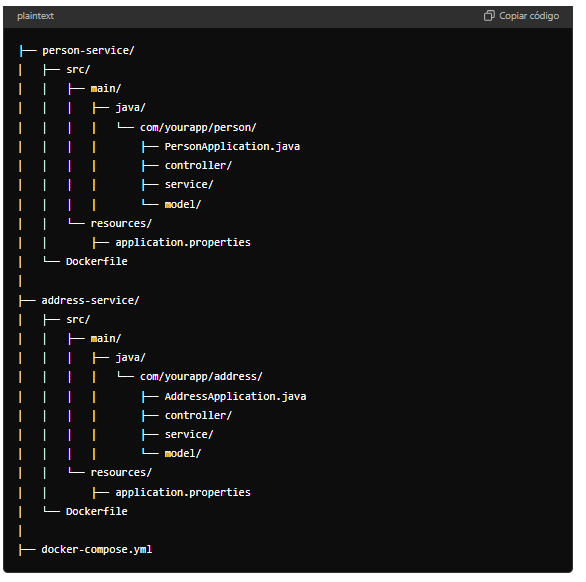 plaintext Copiar código
├── person-service/
│   ├── src/
│   │   ├── main/
│   │   │   ├── java/
│   │   │   │   └── com/yourapp/person/
│   │   │   │       ├── PersonApplication.java
│   │   │   │       ├── controller/
│   │   │   │       ├── service/
│   │   │   │       └── model/
│   │   └── resources/
│   │       ├── application.properties
│   └── Dockerfile
│
├── address-service/
│   ├── src/
│   │   ├── main/
│   │   │   ├── java/
│   │   │   │   └── com/yourapp/address/
│   │   │   │       ├── AddressApplication.java
│   │   │   │       ├── controller/
│   │   │   │       ├── service/
│   │   │   │       └── model/
│   │   └── resources/
│   │       ├── application.properties
│   └── Dockerfile
│
├── docker-compose.yml